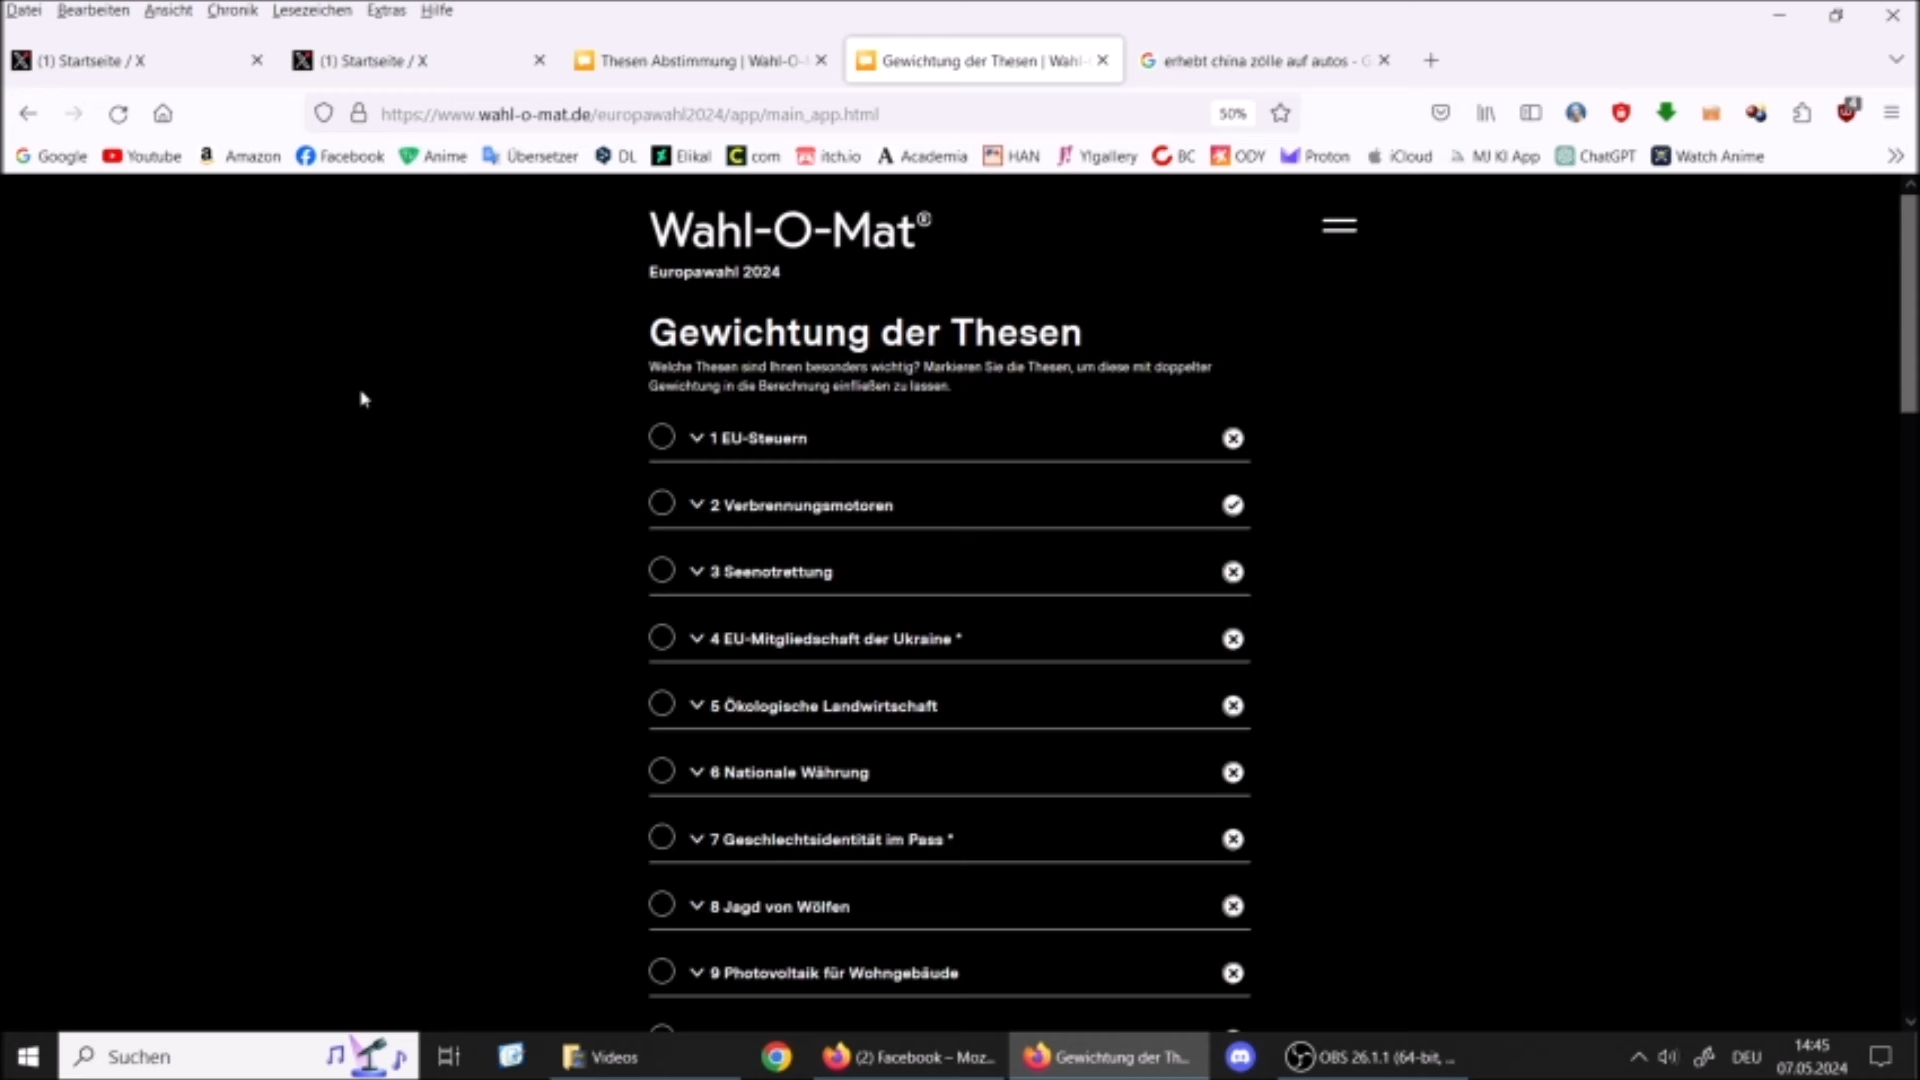 Datei Bearbeiten Ansicht Chronik Lesezeichen Extras Hilfe
(1) Startseite / X (1) Startseite / X Thesen Abstimmung | Wahl-O- Gewichtung der Thesen | Wahl- erhebt china zölle auf autos - G
https://www.wahl-o-mat.de/europawahl2024/app/main_app.html 50%
Google Youtube Amazon Facebook Anime Übersetzer DL Elikal com itch.io Academia HAN Y!gallery BC ODY Proton iCloud MJ KI App ChatGPT Watch Anime
Wahl-O-Mat®
Europawahl 2024
Gewichtung der Thesen
Welche Thesen sind Ihnen besonders wichtig? Markieren Sie die Thesen, um diese mit doppelter
Gewichtung in die Berechnung einfließen zu lassen.
1 EU-Steuern
2 Verbrennungsmotoren
3 Seenotrettung
4 EU-Mitgliedschaft der Ukraine *
5 Ökologische Landwirtschaft
6 Nationale Währung
7 Geschlechtsidentität im Pass *
8 Jagd von Wölfen
9 Photovoltaik für Wohngebäude
Suchen Videos (2) Facebook – Moz... Gewichtung der Th... OBS 26.1.1 (64-bit, ... DEU 14:45
07.05.2024